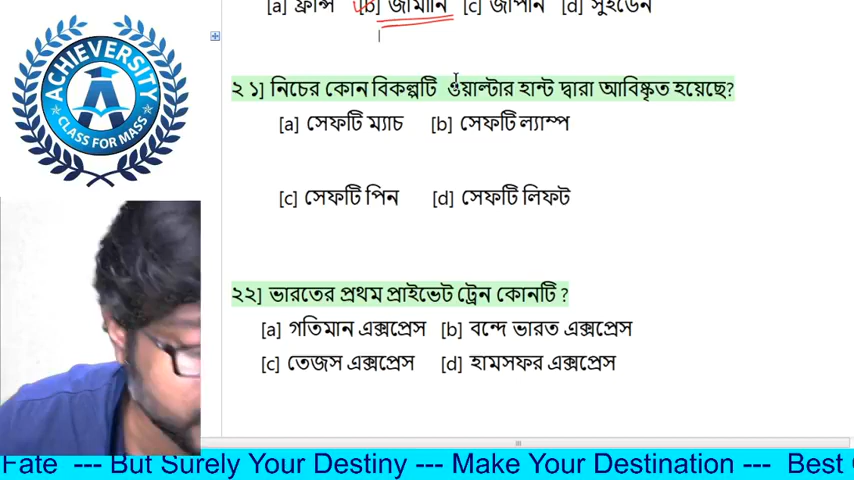 [a] ফ্রান্স [b] জার্মানি [c] জাপান [d] সুইডেন
২ ১] নিচের কোন বিকল্পটি ওয়াল্টার হান্ট দ্বারা আবিষ্কৃত হয়েছে?
[a] সেফটি ম্যাচ [b] সেফটি ল্যাম্প
[c] সেফটি পিন [d] সেফটি লিফট
২২] ভারতের প্রথম প্রাইভেট ট্রেন কোনটি ?
[a] গতিমান এক্সপ্রেস [b] বন্দে ভারত এক্সপ্রেস
[c] তেজস এক্সপ্রেস [d] হামসফর এক্সপ্রেস
ACHIEVERSITY
A
CLASS FOR MASS
Fate --- But Surely Your Destiny --- Make Your Destination --- Best